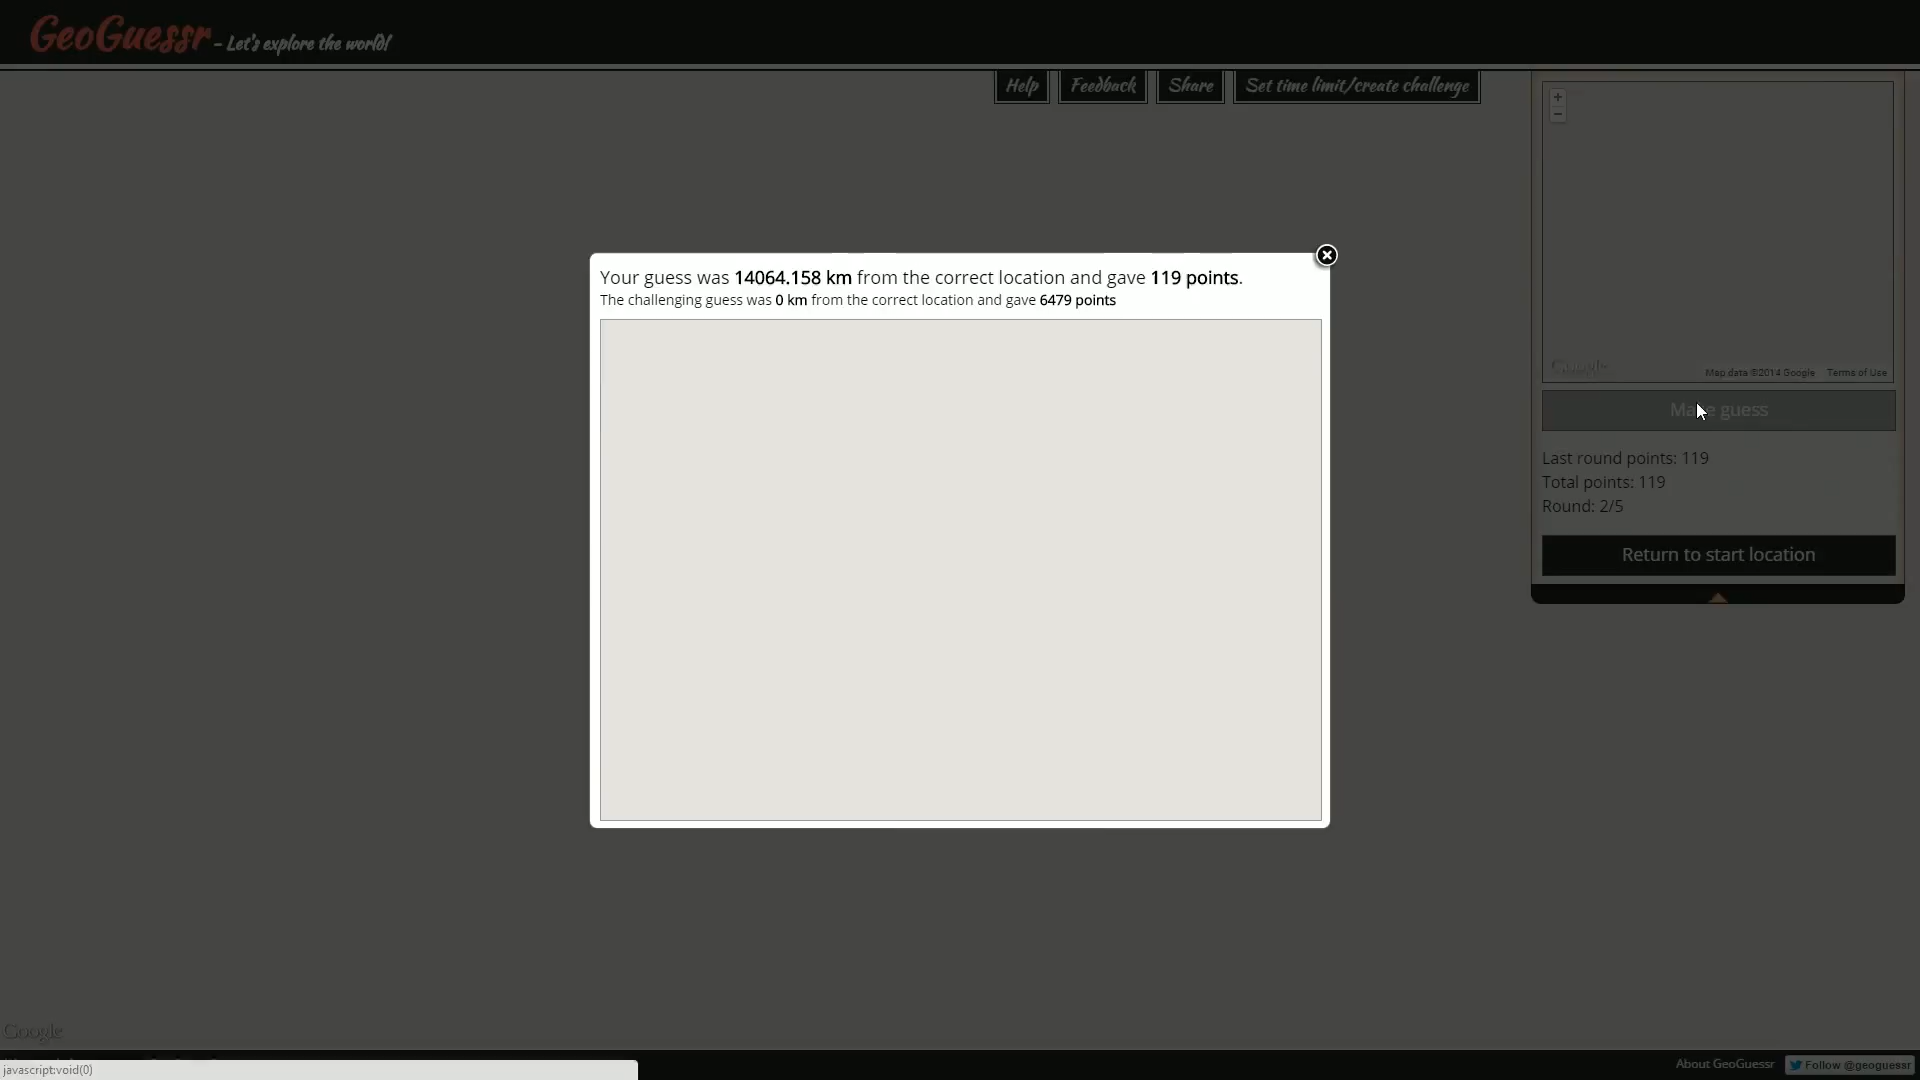 GeoGuessr - Let's explore the world!
Help
Feedback
Share
Set time limit/create challenge
+
-
Your guess was 14064.158 km from the correct location and gave 119 points.
The challenging guess was 0 km from the correct location and gave 6479 points
Google
Map data ©2014 Google
Terms of Use
Make guess
Last round points: 119
Total points: 119
Round: 2/5
Return to start location
Google
javascript:void(0)
About GeoGuessr
Follow @geoguessr